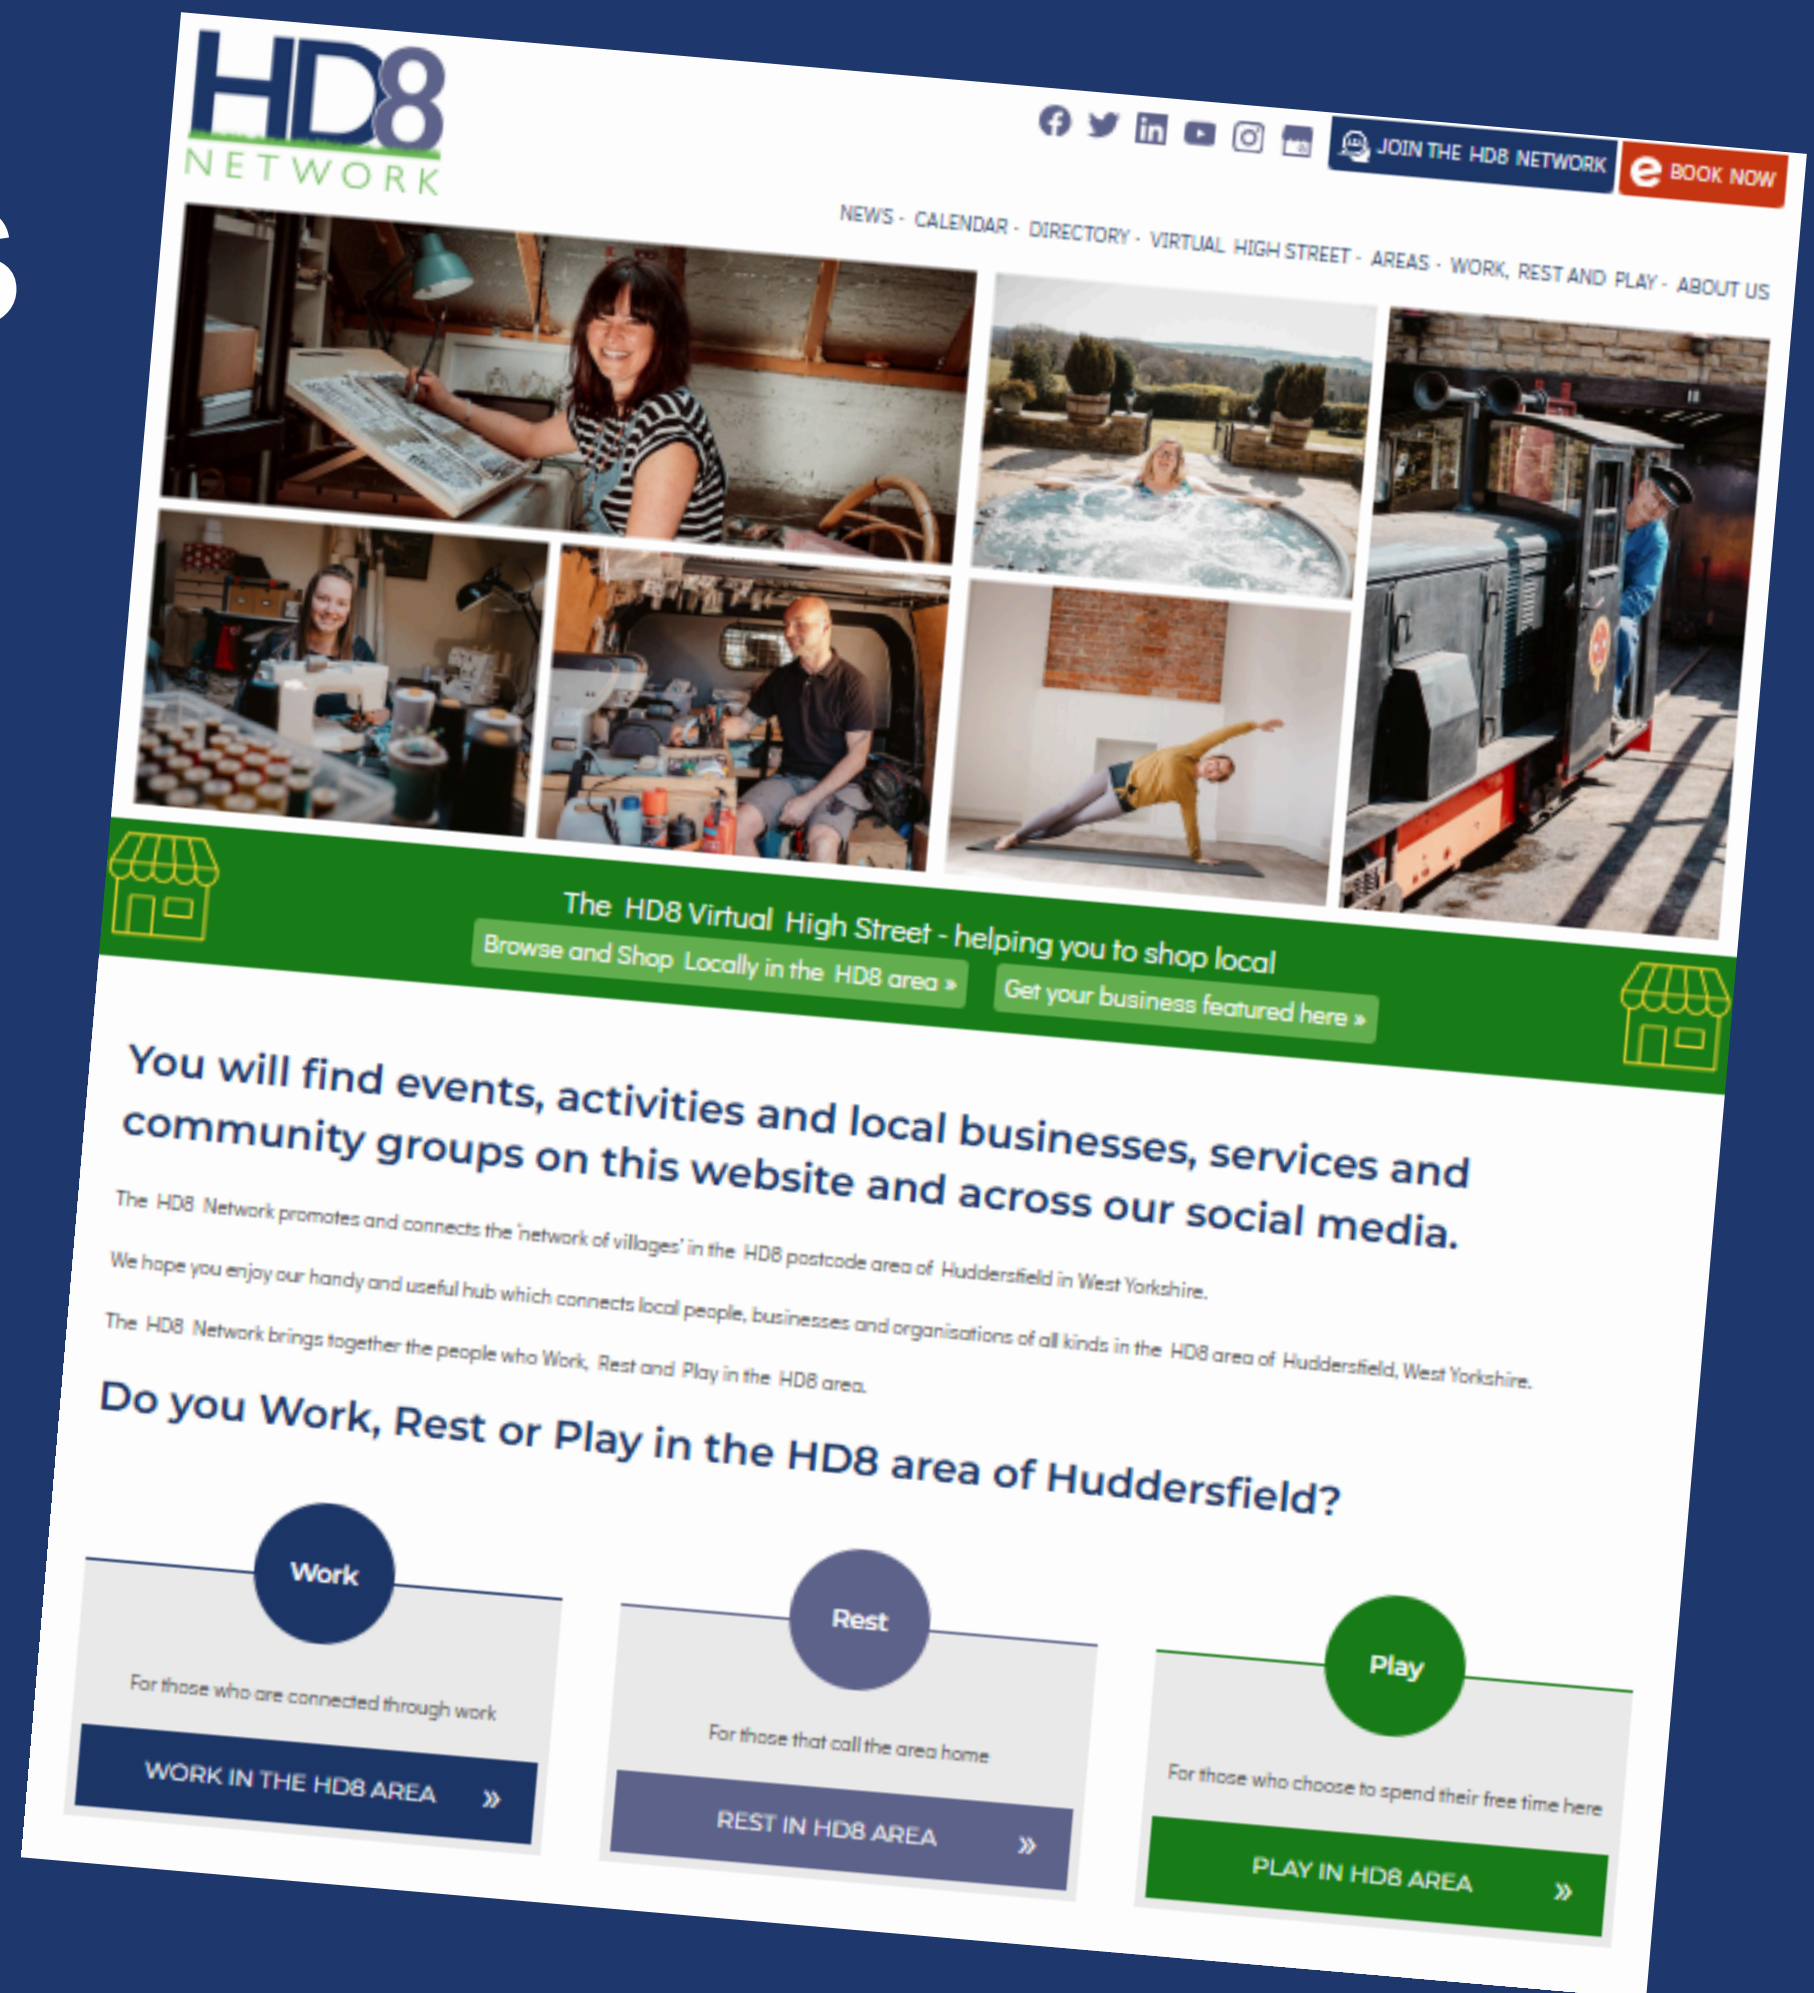 S
HD8
NETWORK
JOIN THE HD8 NETWORK
e BOOK NOW
NEWS - CALENDAR - DIRECTORY - VIRTUAL HIGH STREET - AREAS - WORK, REST AND PLAY - ABOUT US
The HD8 Virtual High Street - helping you to shop local
Browse and Shop Locally in the HD8 area »
Get your business featured here »
You will find events, activities and local businesses, services and
community groups on this website and across our social media.
The HD8 Network promotes and connects the 'network of villages' in the HD8 postcode area of Huddersfield in West Yorkshire.
We hope you enjoy our handy and useful hub which connects local people, businesses and organisations of all kinds in the HD8 area of Huddersfield, West Yorkshire.
The HD8 Network brings together the people who Work, Rest and Play in the HD8 area.
Do you Work, Rest or Play in the HD8 area of Huddersfield?
Work
For those who are connected through work
WORK IN THE HD8 AREA »
Rest
For those that call the area home
REST IN HD8 AREA »
Play
For those who choose to spend their free time here
PLAY IN HD8 AREA »